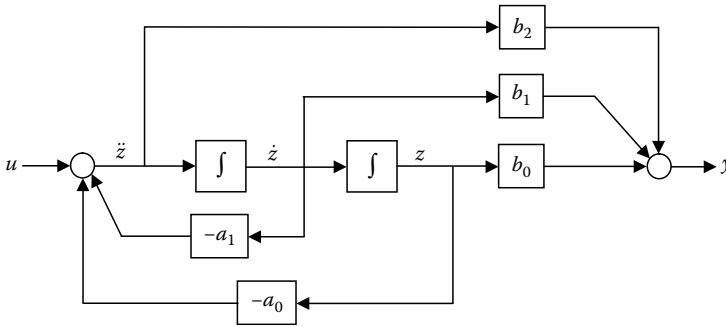 b₂
b₁
u
z̈
∫
ż
∫
z
b₀
y
−a₁
−a₀